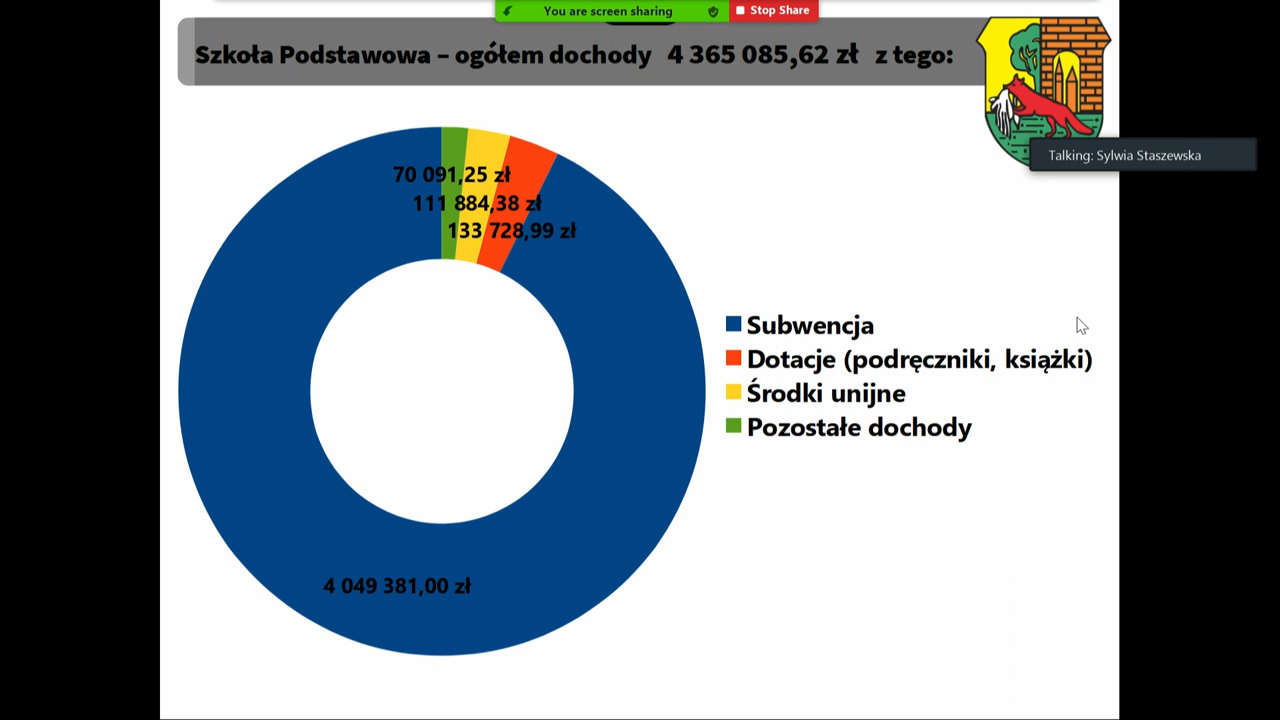 You are screen sharing
Stop Share
Szkoła Podstawowa – ogółem dochody 4 365 085,62 zł z tego:
Talking: Sylwia Staszewska
70 091,25 zł
111 884,38 zł
133 728,99 zł
Subwencja
Dotacje (podręczniki, książki)
Środki unijne
Pozostałe dochody
4 049 381,00 zł